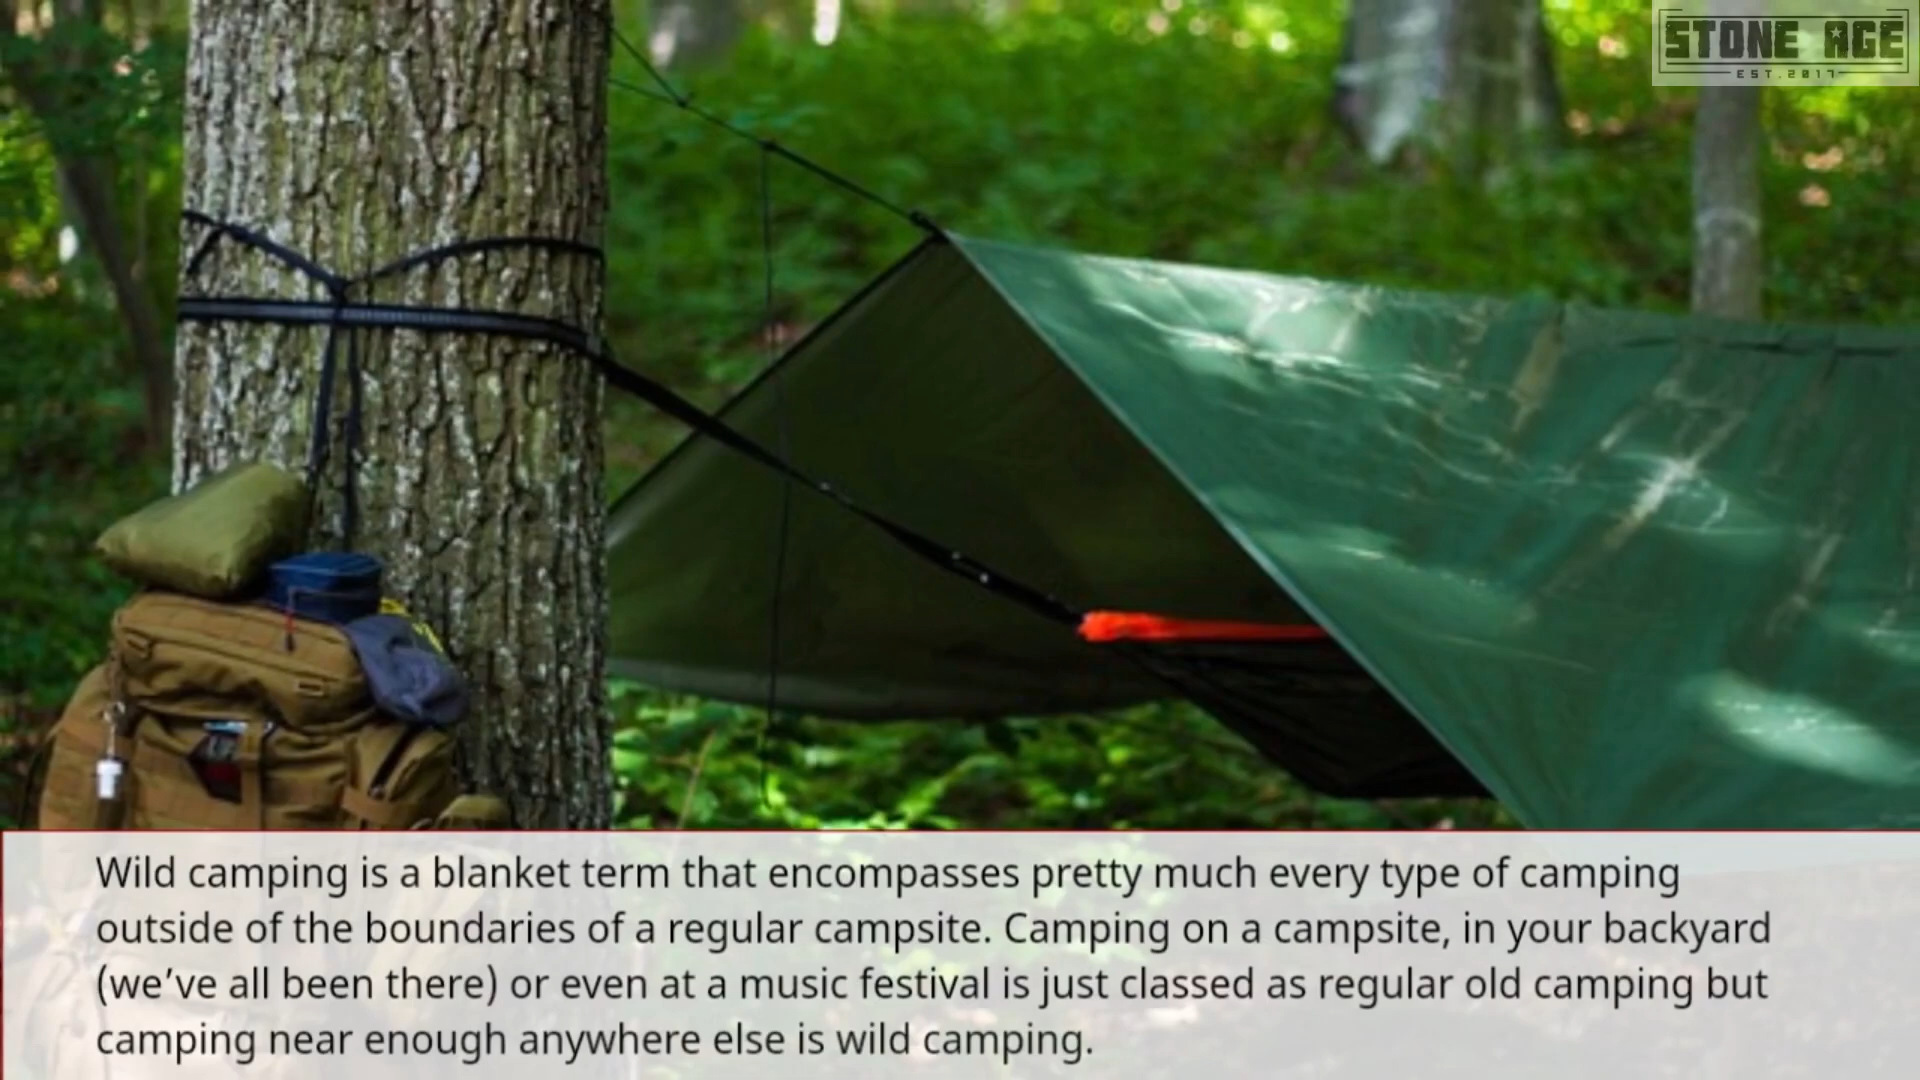 STONE AGE
EST.2017
Wild camping is a blanket term that encompasses pretty much every type of camping
outside of the boundaries of a regular campsite. Camping on a campsite, in your backyard
(we’ve all been there) or even at a music festival is just classed as regular old camping but
camping near enough anywhere else is wild camping.